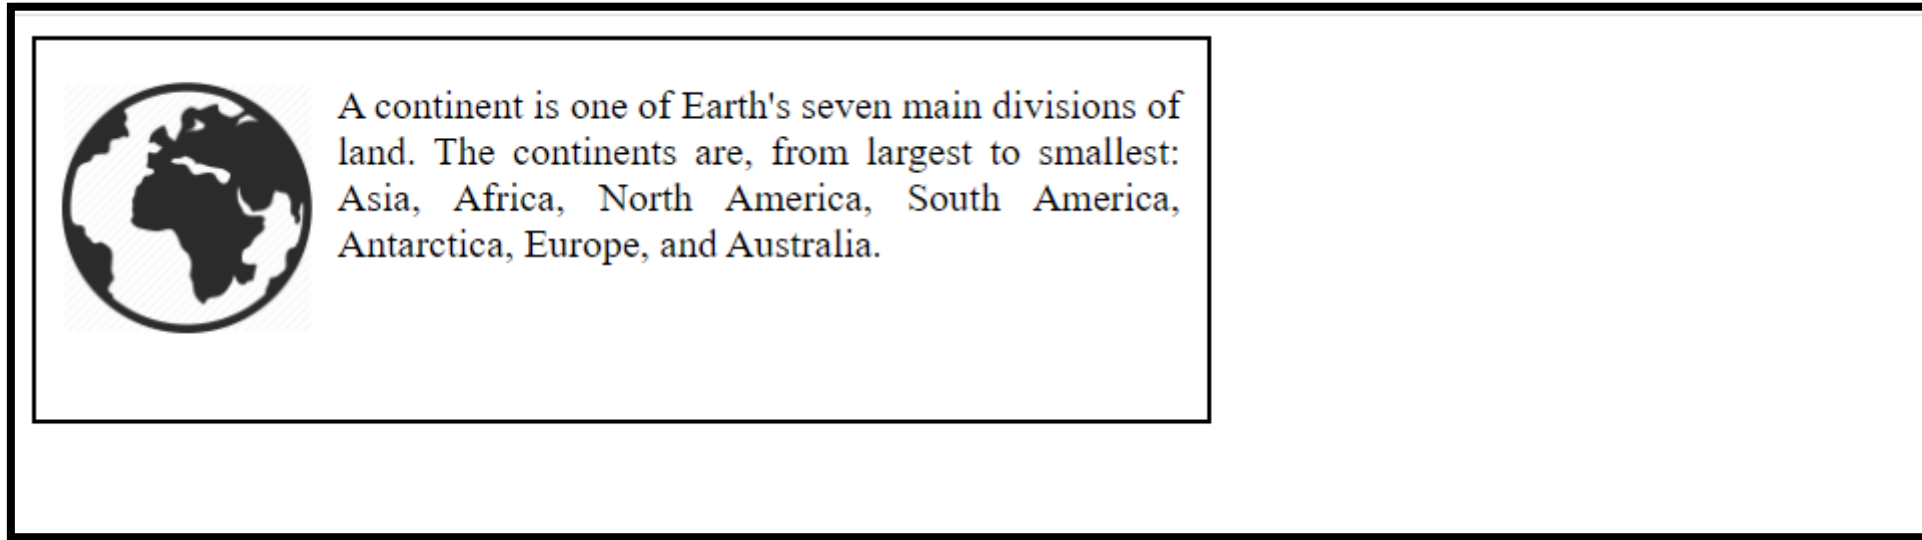 A continent is one of Earth's seven main divisions of
land. The continents are, from largest to smallest:
Asia, Africa, North America, South America,
Antarctica, Europe, and Australia.